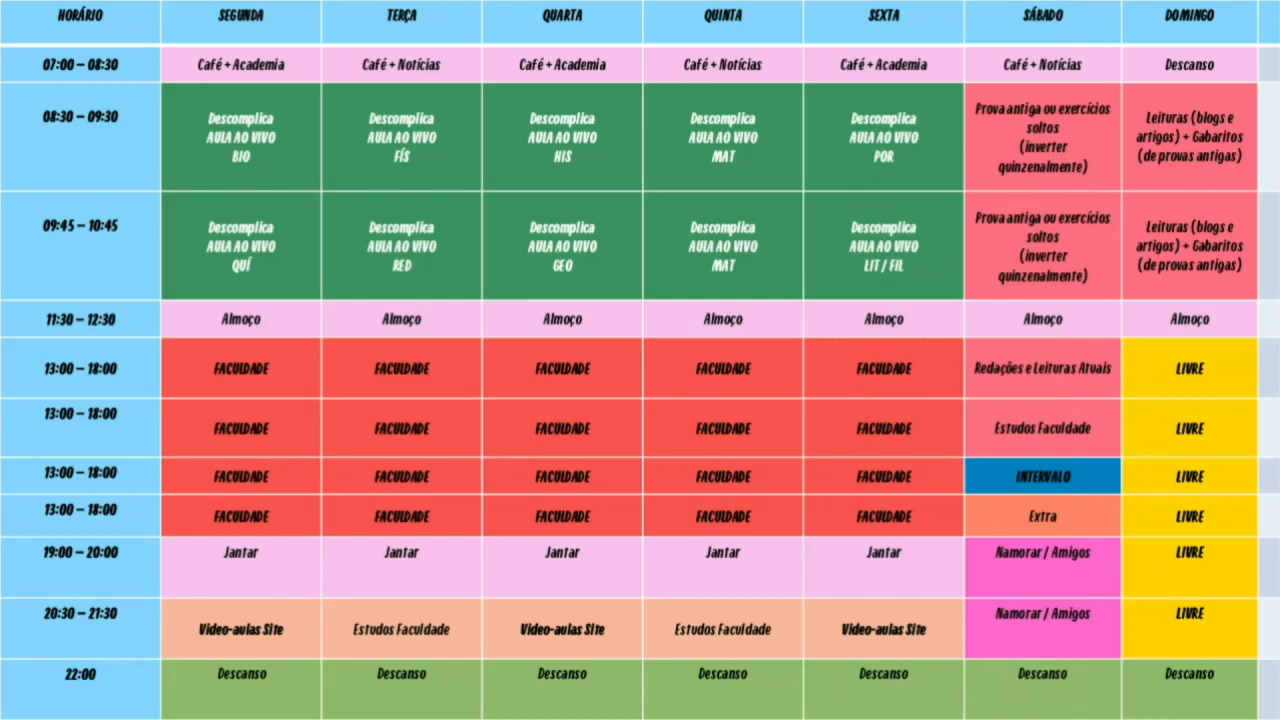 HORÁRIO SEGUNDA TERÇA QUARTA QUINTA SEXTA SÁBADO DOMINGO
07:00 – 08:30 Café + Academia Café + Notícias Café + Academia Café + Notícias Café + Academia Café + Notícias Descanso
08:30 – 09:30
Descomplica
AULA AO VIVO
BIO
Descomplica
AULA AO VIVO
FÍS
Descomplica
AULA AO VIVO
HIS
Descomplica
AULA AO VIVO
MAT
Descomplica
AULA AO VIVO
POR
Prova antiga ou exercícios
soltos
(inverter
quinzenalmente)
Leituras (blogs e
artigos) + Gabaritos
(de provas antigas)
09:45 – 10:45
Descomplica
AULA AO VIVO
QUÍ
Descomplica
AULA AO VIVO
RED
Descomplica
AULA AO VIVO
GEO
Descomplica
AULA AO VIVO
MAT
Descomplica
AULA AO VIVO
LIT / FIL
Prova antiga ou exercícios
soltos
(inverter
quinzenalmente)
Leituras (blogs e
artigos) + Gabaritos
(de provas antigas)
11:30 – 12:30 Almoço Almoço Almoço Almoço Almoço Almoço Almoço
13:00 – 18:00 FACULDADE FACULDADE FACULDADE FACULDADE FACULDADE Redações e Leituras Atuais LIVRE
13:00 – 18:00 FACULDADE FACULDADE FACULDADE FACULDADE FACULDADE Estudos Faculdade LIVRE
13:00 – 18:00 FACULDADE FACULDADE FACULDADE FACULDADE FACULDADE INTERVALO LIVRE
13:00 – 18:00 FACULDADE FACULDADE FACULDADE FACULDADE FACULDADE Extra LIVRE
19:00 – 20:00 Jantar Jantar Jantar Jantar Jantar Namorar / Amigos LIVRE
20:30 – 21:30 Vídeo-aulas Site Estudos Faculdade Vídeo-aulas Site Estudos Faculdade Vídeo-aulas Site Namorar / Amigos LIVRE
22:00 Descanso Descanso Descanso Descanso Descanso Descanso Descanso